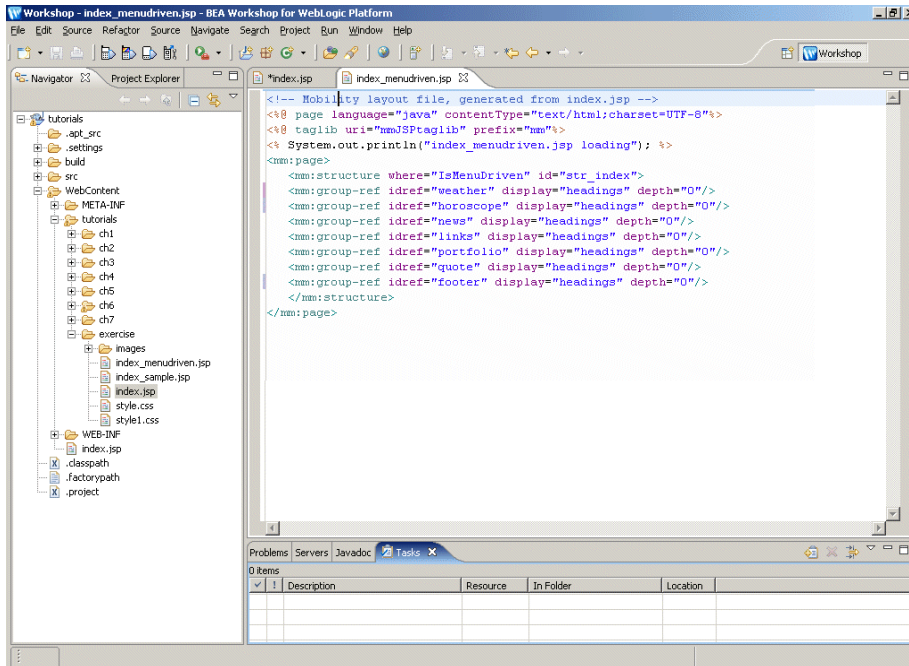 Workshop - index_menudriven.jsp - BEA Workshop for WebLogic Platform
File Edit Source Refactor Source Navigate Search Project Run Window Help
Workshop
Navigator Project Explorer
*index.jsp index_menudriven.jsp
tutorials
.apt_src
.settings
build
src
WebContent
META-INF
tutorials
ch1
ch2
ch3
ch4
ch5
ch6
ch7
exercise
images
index_menudriven.jsp
index_sample.jsp
index.jsp
style.css
style1.css
WEB-INF
index.jsp
.classpath
.factorypath
.project
<!-- Mobility layout file, generated from index.jsp -->
<%@ page language="java" contentType="text/html;charset=UTF-8"%>
<%@ taglib uri="mmJSPtaglib" prefix="mm"%>
<% System.out.println("index_menudriven.jsp loading"); %>
<mm:page>
<mm:structure where="IsMenuDriven" id="str_index">
<mm:group-ref idref="weather" display="headings" depth="0"/>
<mm:group-ref idref="horoscope" display="headings" depth="0"/>
<mm:group-ref idref="news" display="headings" depth="0"/>
<mm:group-ref idref="links" display="headings" depth="0"/>
<mm:group-ref idref="portfolio" display="headings" depth="0"/>
<mm:group-ref idref="quote" display="headings" depth="0"/>
<mm:group-ref idref="footer" display="headings" depth="0"/>
</mm:structure>
</mm:page>
Problems Servers Javadoc Tasks
0 items
! Description Resource In Folder Location